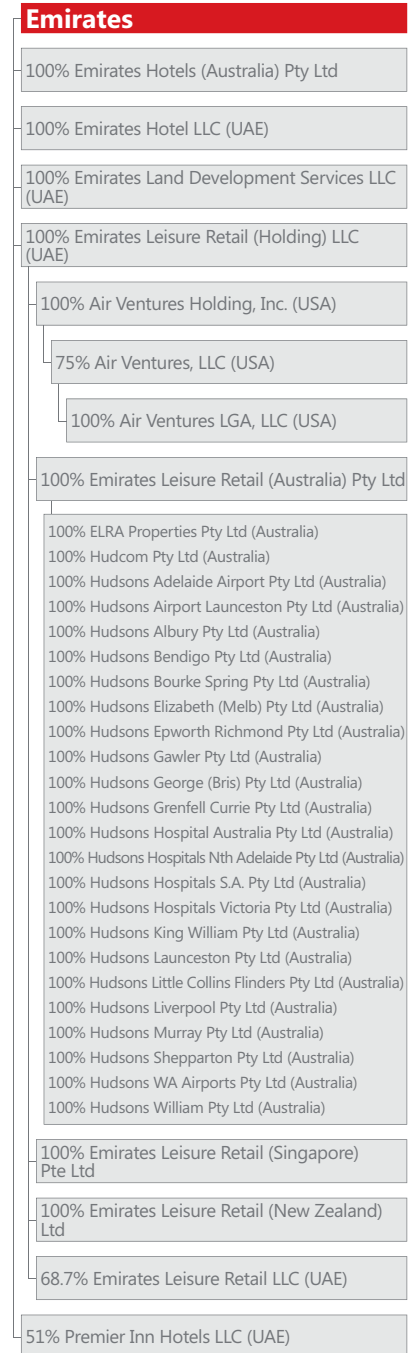 Emirates
100% Emirates Hotels (Australia) Pty Ltd
100% Emirates Hotel LLC (UAE)
100% Emirates Land Development Services LLC
(UAE)
100% Emirates Leisure Retail (Holding) LLC
(UAE)
100% Air Ventures Holding, Inc. (USA)
75% Air Ventures, LLC (USA)
100% Air Ventures LGA, LLC (USA)
100% Emirates Leisure Retail (Australia) Pty Ltd
100% ELRA Properties Pty Ltd (Australia)
100% Hudcom Pty Ltd (Australia)
100% Hudsons Adelaide Airport Pty Ltd (Australia)
100% Hudsons Airport Launceston Pty Ltd (Australia)
100% Hudsons Albury Pty Ltd (Australia)
100% Hudsons Bendigo Pty Ltd (Australia)
100% Hudsons Bourke Spring Pty Ltd (Australia)
100% Hudsons Elizabeth (Melb) Pty Ltd (Australia)
100% Hudsons Epworth Richmond Pty Ltd (Australia)
100% Hudsons Gawler Pty Ltd (Australia)
100% Hudsons George (Bris) Pty Ltd (Australia)
100% Hudsons Grenfell Currie Pty Ltd (Australia)
100% Hudsons Hospital Australia Pty Ltd (Australia)
100% Hudsons Hospitals Nth Adelaide Pty Ltd (Australia)
100% Hudsons Hospitals S.A. Pty Ltd (Australia)
100% Hudsons Hospitals Victoria Pty Ltd (Australia)
100% Hudsons King William Pty Ltd (Australia)
100% Hudsons Launceston Pty Ltd (Australia)
100% Hudsons Little Collins Flinders Pty Ltd (Australia)
100% Hudsons Liverpool Pty Ltd (Australia)
100% Hudsons Murray Pty Ltd (Australia)
100% Hudsons Shepparton Pty Ltd (Australia)
100% Hudsons WA Airports Pty Ltd (Australia)
100% Hudsons William Pty Ltd (Australia)
100% Emirates Leisure Retail (Singapore)
Pte Ltd
100% Emirates Leisure Retail (New Zealand)
Ltd
68.7% Emirates Leisure Retail LLC (UAE)
51% Premier Inn Hotels LLC (UAE)